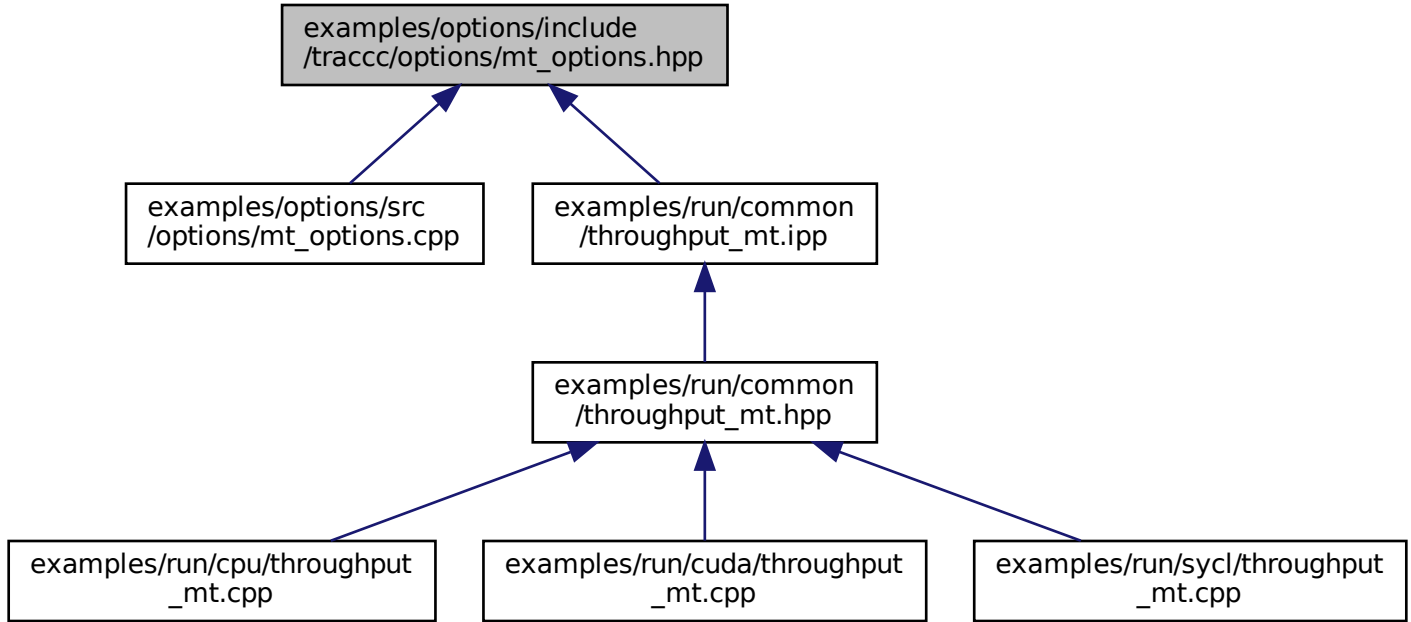 examples/options/include
/traccc/options/mt_options.hpp
examples/options/src
/options/mt_options.cpp
examples/run/common
/throughput_mt.ipp
examples/run/common
/throughput_mt.hpp
examples/run/cpu/throughput
_mt.cpp
examples/run/cuda/throughput
_mt.cpp
examples/run/sycl/throughput
_mt.cpp